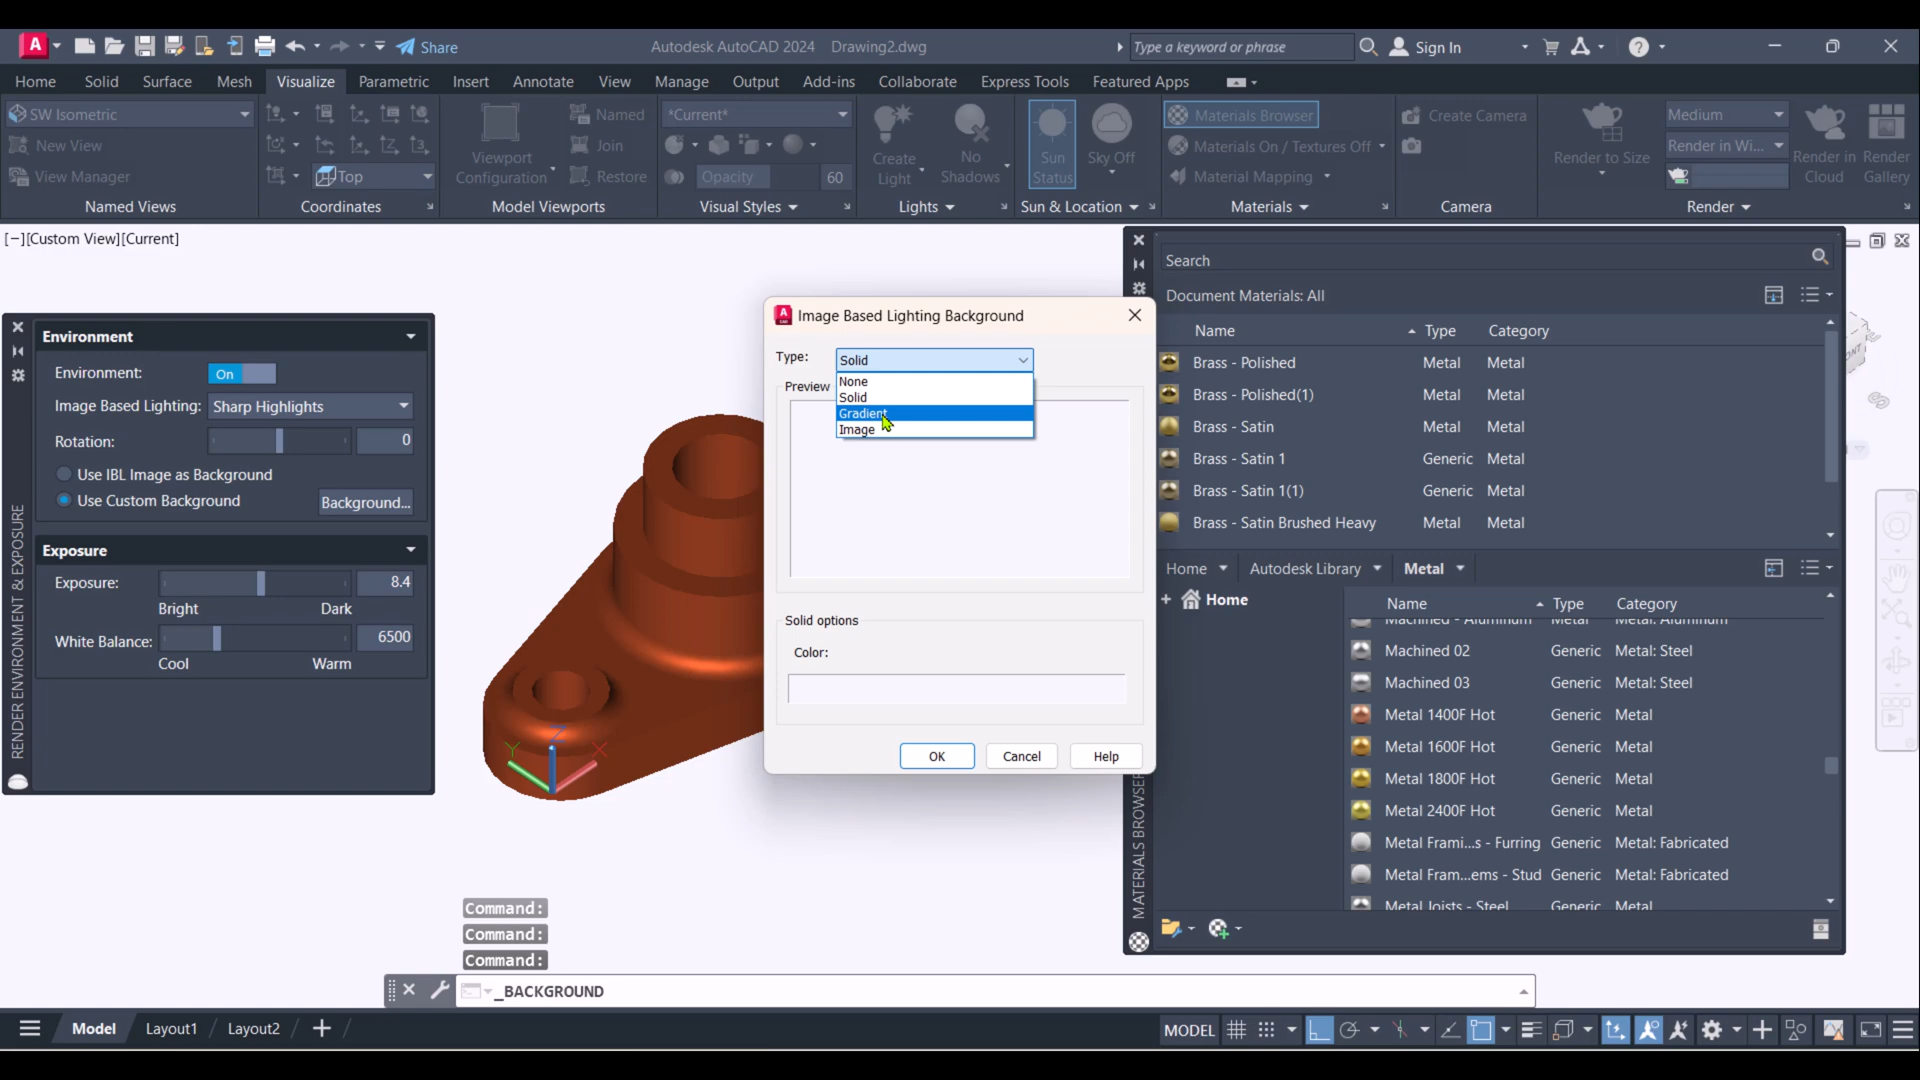 A
Share
Autodesk AutoCAD 2024 Drawing2.dwg
Type a keyword or phrase
Sign In
Home Solid Surface Mesh Visualize Parametric Insert Annotate View Manage Output Add-ins Collaborate Express Tools Featured Apps
SW Isometric
New View
View Manager
Named Views
Top
Coordinates
Viewport
Configuration
Named
Join
Restore
Model Viewports
*Current*
Opacity 60
Visual Styles
Create
Light
No
Shadows
Lights
Sun
Status
Sky Off
Sun & Location
Materials Browser
Materials On / Textures Off
Material Mapping
Materials
Create Camera
Camera
Render to Size
Medium
Render in Wi...
Render in
Cloud
Render
Gallery
Render
[−][Custom View][Current]
Environment
Environment: On
Image Based Lighting: Sharp Highlights
Rotation: 0
Use IBL Image as Background
Use Custom Background Background...
Exposure
Exposure: 8.4
Bright Dark
White Balance: 6500
Cool Warm
RENDER ENVIRONMENT & EXPOSURE
Y X Z
Image Based Lighting Background
Type: Solid
None
Solid
Gradient
Image
Preview
Solid options
Color:
OK Cancel Help
Search
Document Materials: All
Name Type Category
Brass - Polished Metal Metal
Brass - Polished(1) Metal Metal
Brass - Satin Metal Metal
Brass - Satin 1 Generic Metal
Brass - Satin 1(1) Generic Metal
Brass - Satin Brushed Heavy Metal Metal
Home Autodesk Library Metal
+ Home
Name Type Category
Machined - Aluminum Metal Metal: Aluminum
Machined 02 Generic Metal: Steel
Machined 03 Generic Metal: Steel
Metal 1400F Hot Generic Metal
Metal 1600F Hot Generic Metal
Metal 1800F Hot Generic Metal
Metal 2400F Hot Generic Metal
Metal Frami...s - Furring Generic Metal: Fabricated
Metal Fram...ems - Stud Generic Metal: Fabricated
Metal Joists - Steel Generic Metal
MATERIALS BROWSER
Command:
Command:
Command:
_BACKGROUND
Model Layout1 Layout2 +
MODEL